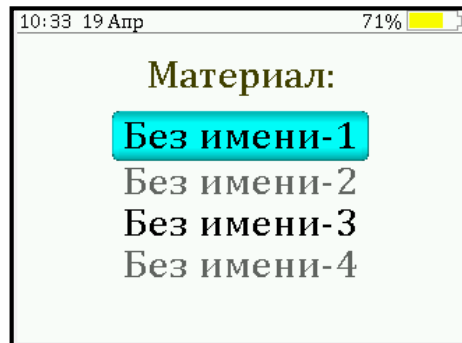 10:33 19 Апр 71%
Материал:
Без имени-1
Без имени-2
Без имени-3
Без имени-4